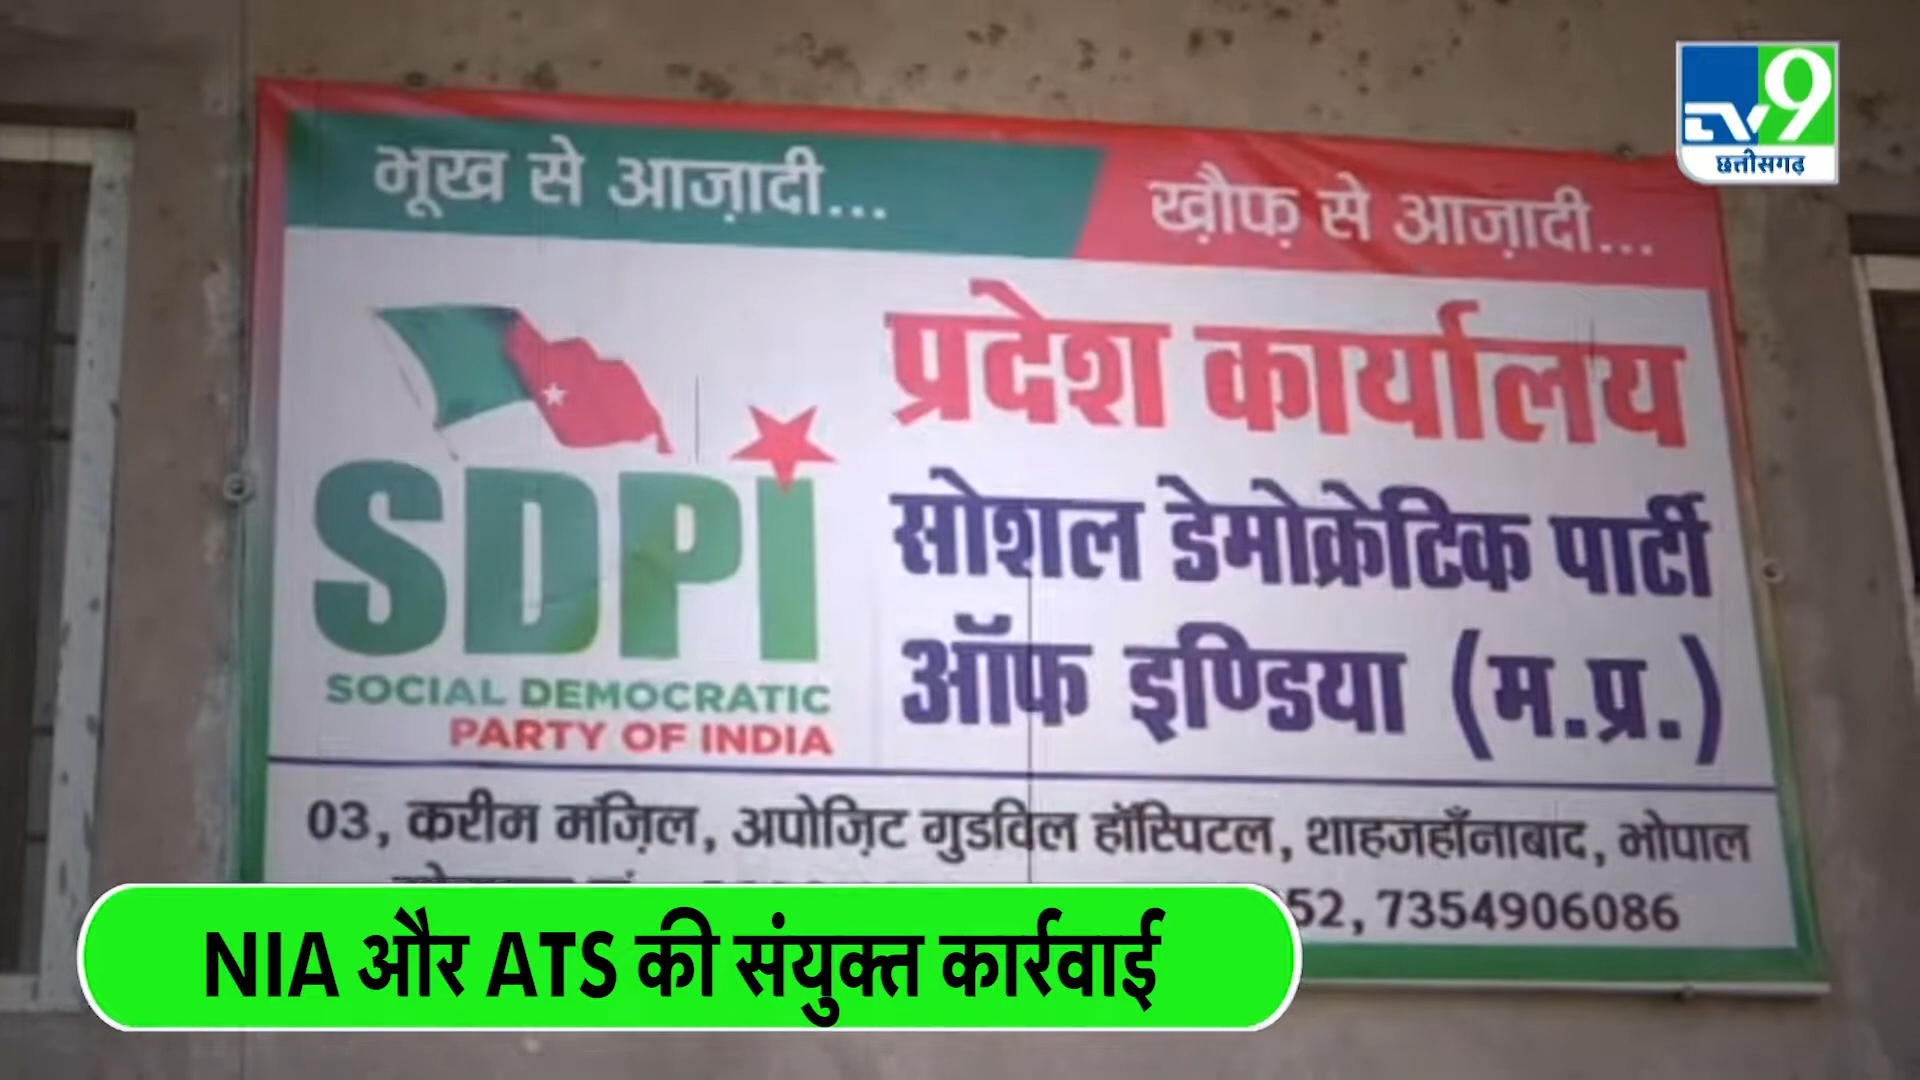 TV9
छत्तीसगढ़
भूख से आज़ादी...
ख़ौफ़ से आज़ादी...
प्रदेश कार्यालय
SDPI
सोशल डेमोक्रेटिक पार्टी
ऑफ इण्डिया (म.प्र.)
SOCIAL DEMOCRATIC
PARTY OF INDIA
03, करीम मंज़िल, अपोज़िट गुडविल हॉस्पिटल, शाहजहाँनाबाद, भोपाल
52, 7354906086
NIA और ATS की संयुक्त कार्रवाई